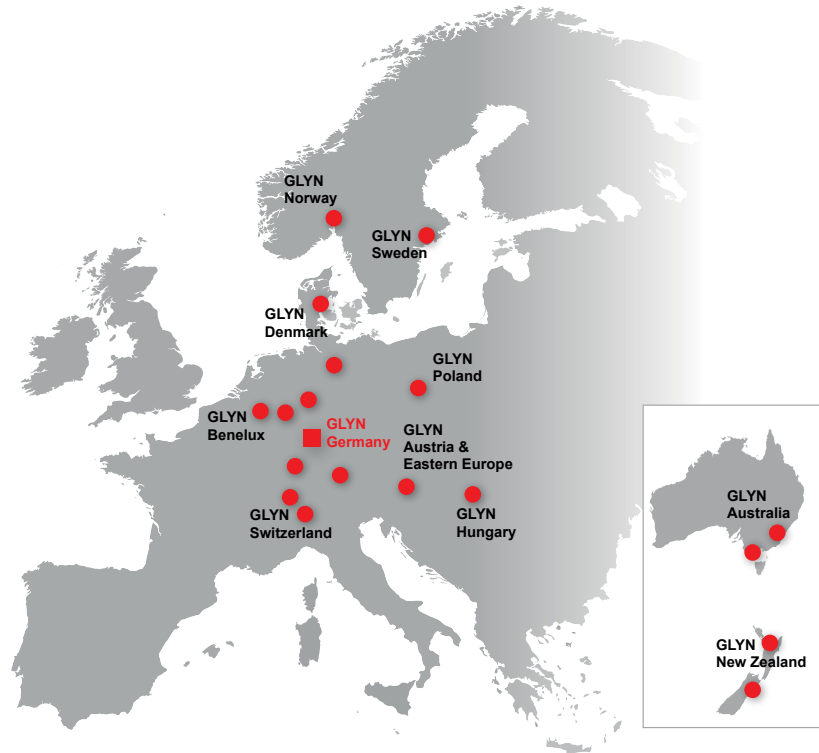 GLYN
Norway
GLYN
Sweden
GLYN
Denmark
GLYN
Poland
GLYN
Benelux
GLYN
Germany
GLYN
Austria &
Eastern Europe
GLYN
Switzerland
GLYN
Hungary
GLYN
Australia
GLYN
New Zealand